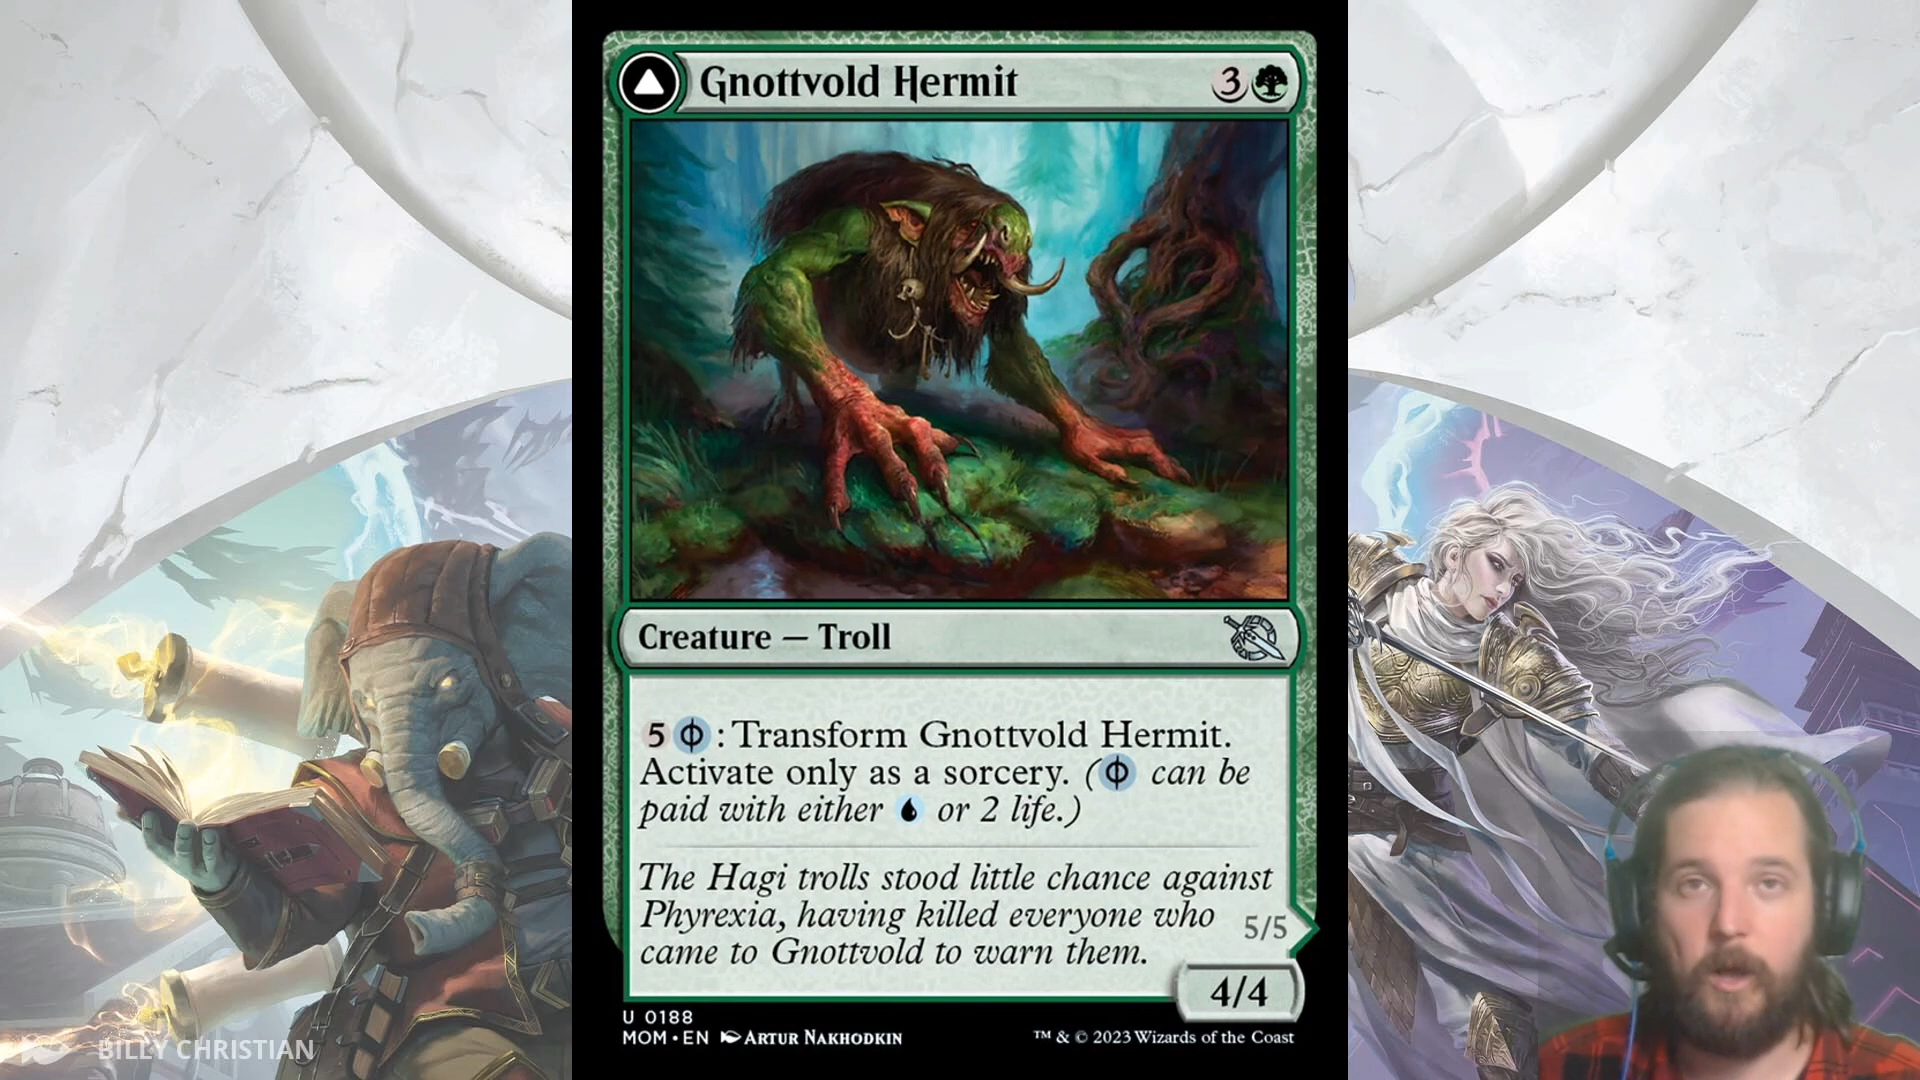 Gnottvold Hermit
3
Creature — Troll
5 Φ : Transform Gnottvold Hermit.
Activate only as a sorcery. (Φ can be
paid with either or 2 life.)
The Hagi trolls stood little chance against
Phyrexia, having killed everyone who
came to Gnottvold to warn them.
5/5
4/4
U 0188
MOM • EN ARTUR NAKHODKIN
™ & © 2023 Wizards of the Coast
BILLY CHRISTIAN